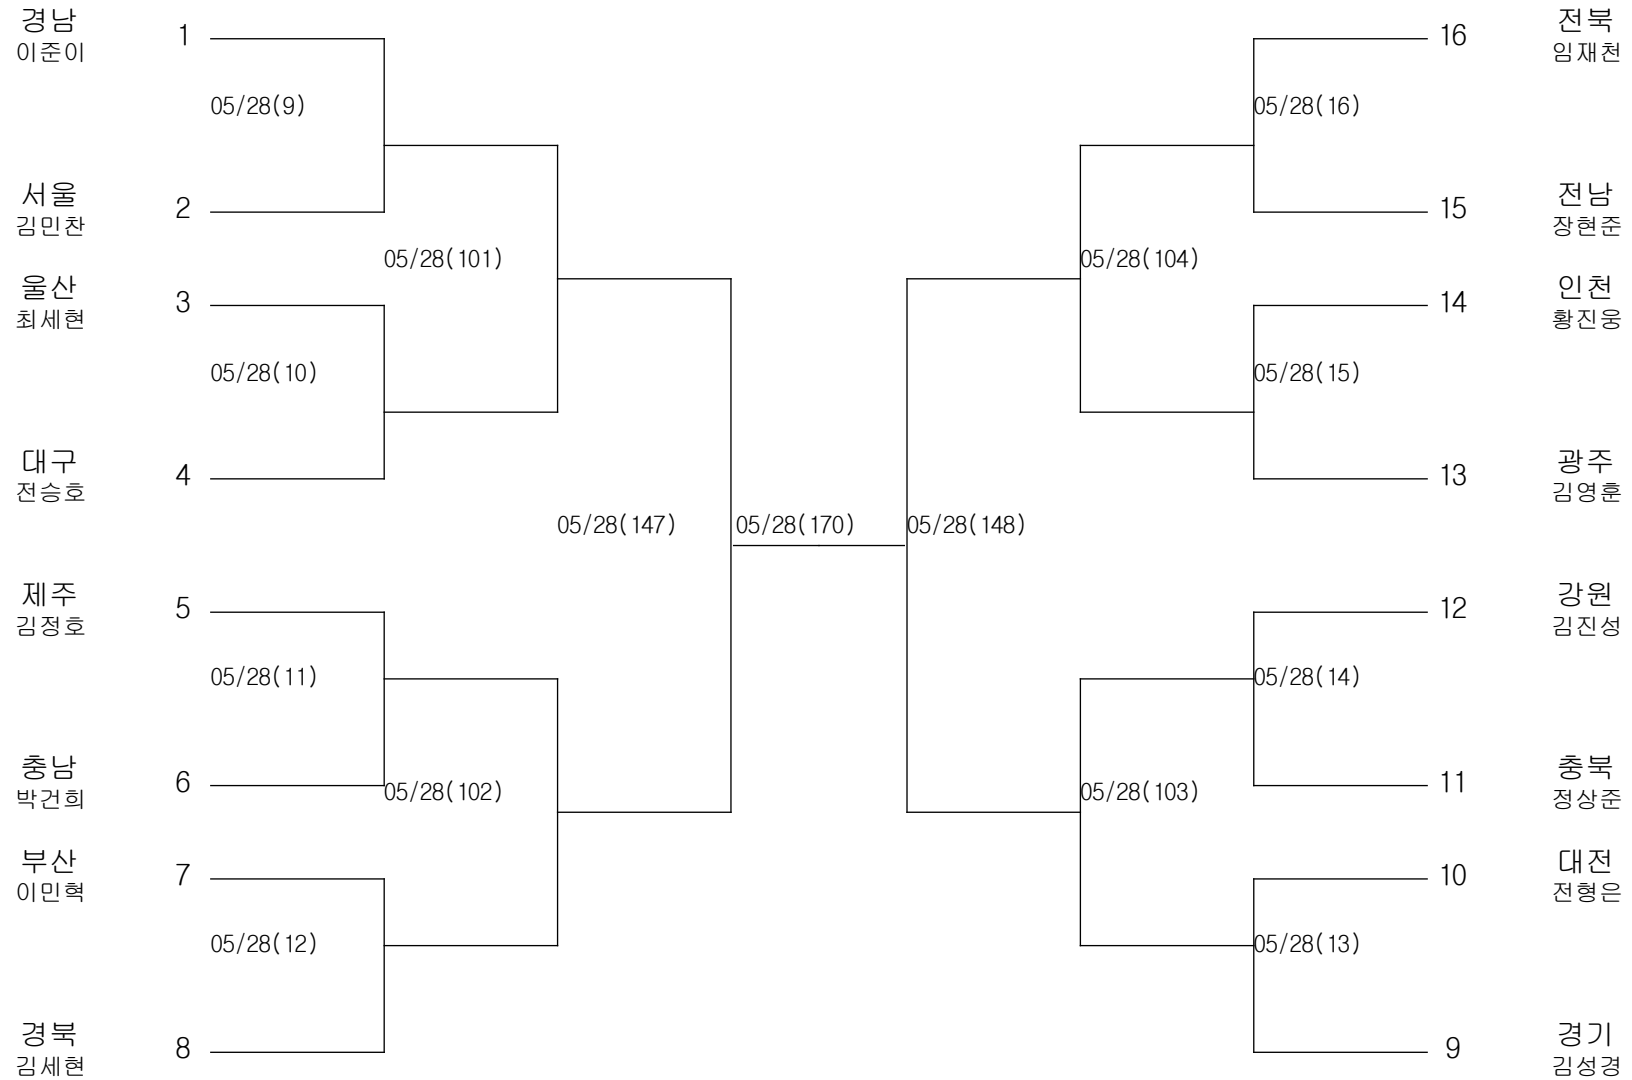 경남
이준이
1
05/28(9)
서울
김민찬
2
05/28(101)
울산
최세현
3
05/28(10)
대구
전승호
4
05/28(147)
제주
김정호
5
05/28(11)
충남
박건희
6
05/28(102)
부산
이민혁
7
05/28(12)
경북
김세현
8
05/28(170)
전북
임재천
16
05/28(16)
전남
장현준
15
05/28(104)
인천
황진웅
14
05/28(15)
광주
김영훈
13
05/28(148)
강원
김진성
12
05/28(14)
충북
정상준
11
05/28(103)
대전
전형은
10
05/28(13)
경기
김성경
9